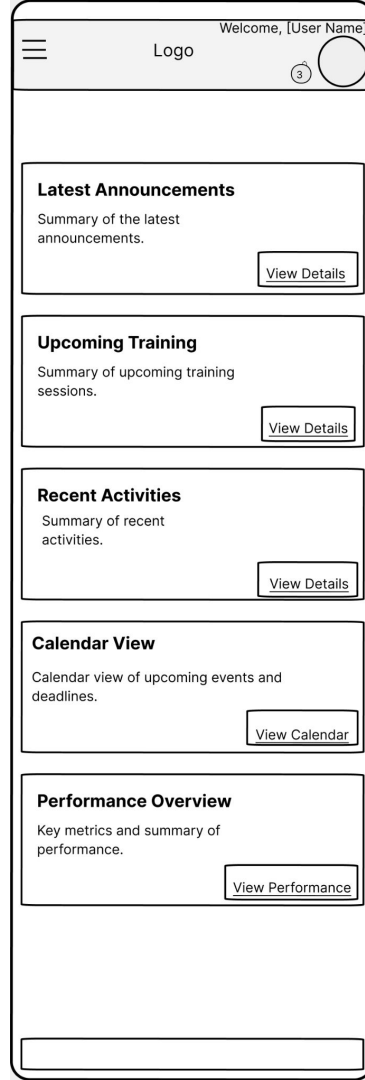 Welcome, [User Name]
Logo
3
Latest Announcements
Summary of the latest
announcements.
View Details
Upcoming Training
Summary of upcoming training
sessions.
View Details
Recent Activities
Summary of recent
activities.
View Details
Calendar View
Calendar view of upcoming events and
deadlines.
View Calendar
Performance Overview
Key metrics and summary of
performance.
View Performance